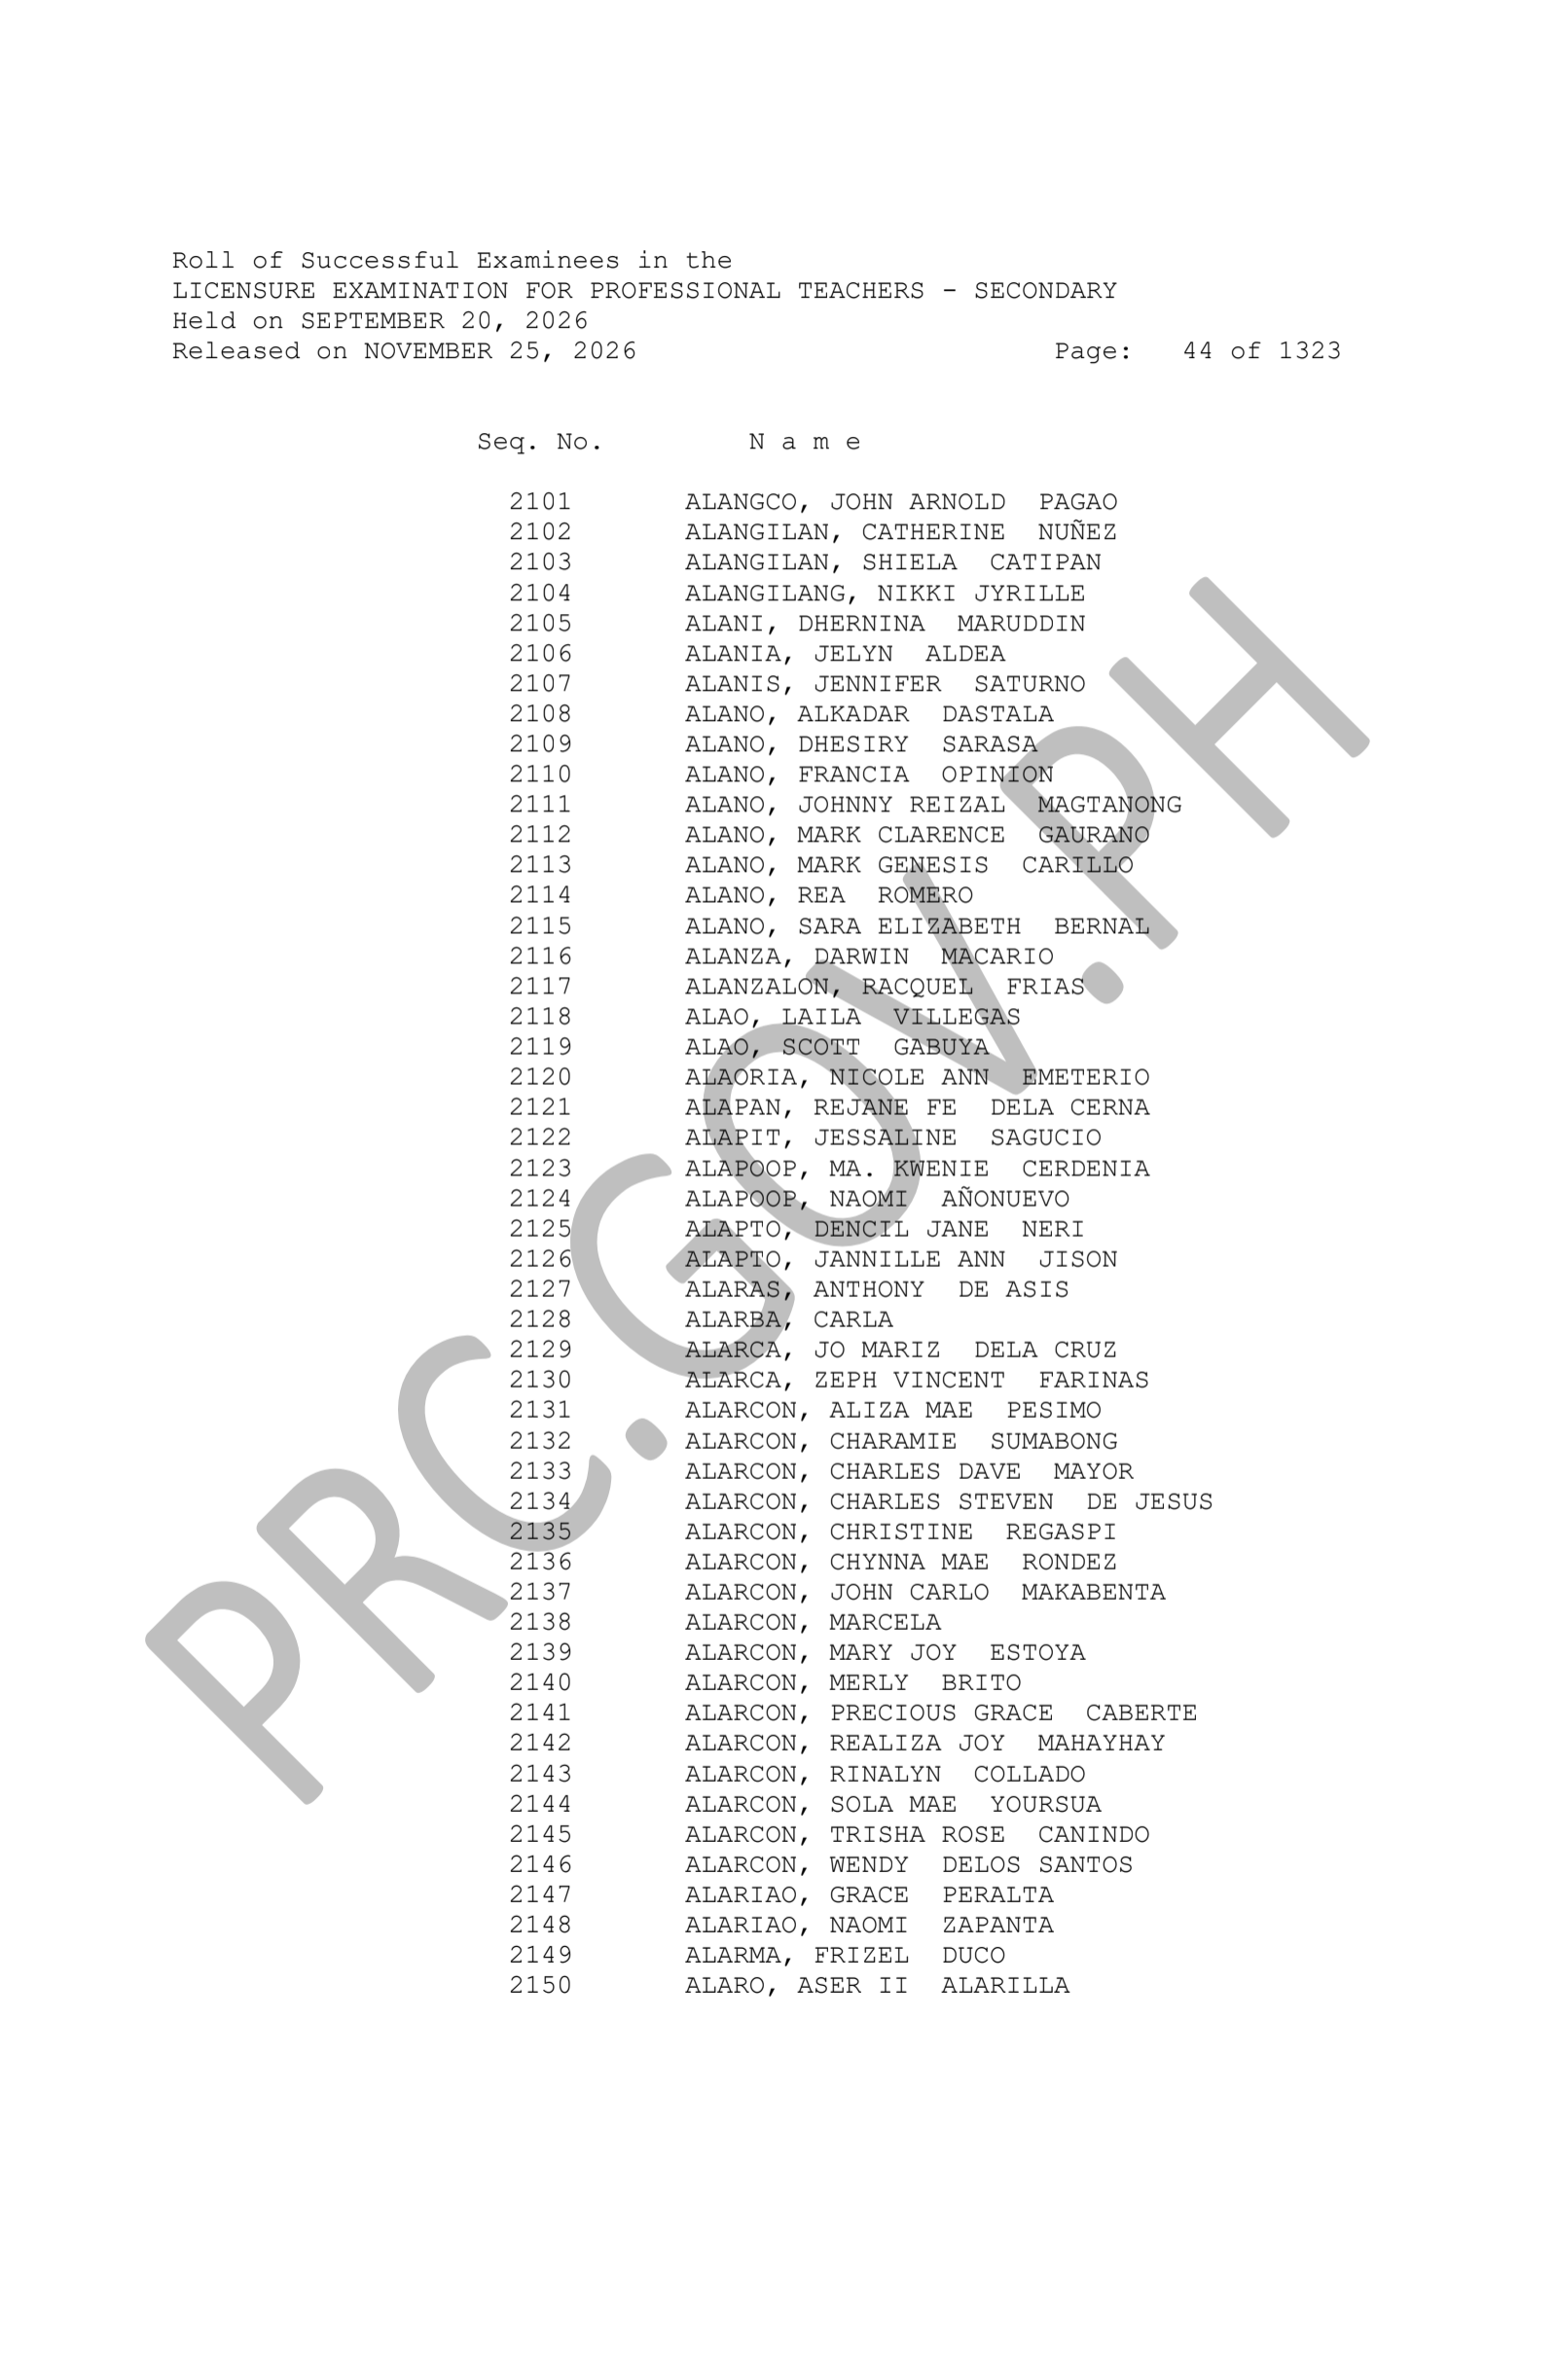 Roll of Successful Examinees in the
LICENSURE EXAMINATION FOR PROFESSIONAL TEACHERS - SECONDARY
Held on SEPTEMBER 20, 2026
Released on NOVEMBER 25, 2026 Page: 44 of 1323
Seq. No. N a m e
2101 ALANGCO, JOHN ARNOLD PAGAO
2102 ALANGILAN, CATHERINE NUÑEZ
2103 ALANGILAN, SHIELA CATIPAN
2104 ALANGILANG, NIKKI JYRILLE
2105 ALANI, DHERNINA MARUDDIN
2106 ALANIA, JELYN ALDEA
2107 ALANIS, JENNIFER SATURNO
2108 ALANO, ALKADAR DASTALA
2109 ALANO, DHESIRY SARASA
2110 ALANO, FRANCIA OPINION
2111 ALANO, JOHNNY REIZAL MAGTANONG
2112 ALANO, MARK CLARENCE GAURANO
2113 ALANO, MARK GENESIS CARILLO
2114 ALANO, REA ROMERO
2115 ALANO, SARA ELIZABETH BERNAL
2116 ALANZA, DARWIN MACARIO
2117 ALANZALON, RACQUEL FRIAS
2118 ALAO, LAILA VILLEGAS
2119 ALAO, SCOTT GABUYA
2120 ALAORIA, NICOLE ANN EMETERIO
2121 ALAPAN, REJANE FE DELA CERNA
2122 ALAPIT, JESSALINE SAGUCIO
2123 ALAPOOP, MA. KWENIE CERDENIA
2124 ALAPOOP, NAOMI AÑONUEVO
2125 ALAPTO, DENCIL JANE NERI
2126 ALAPTO, JANNILLE ANN JISON
2127 ALARAS, ANTHONY DE ASIS
2128 ALARBA, CARLA
2129 ALARCA, JO MARIZ DELA CRUZ
2130 ALARCA, ZEPH VINCENT FARINAS
2131 ALARCON, ALIZA MAE PESIMO
2132 ALARCON, CHARAMIE SUMABONG
2133 ALARCON, CHARLES DAVE MAYOR
2134 ALARCON, CHARLES STEVEN DE JESUS
2135 ALARCON, CHRISTINE REGASPI
2136 ALARCON, CHYNNA MAE RONDEZ
2137 ALARCON, JOHN CARLO MAKABENTA
2138 ALARCON, MARCELA
2139 ALARCON, MARY JOY ESTOYA
2140 ALARCON, MERLY BRITO
2141 ALARCON, PRECIOUS GRACE CABERTE
2142 ALARCON, REALIZA JOY MAHAYHAY
2143 ALARCON, RINALYN COLLADO
2144 ALARCON, SOLA MAE YOURSUA
2145 ALARCON, TRISHA ROSE CANINDO
2146 ALARCON, WENDY DELOS SANTOS
2147 ALARIAO, GRACE PERALTA
2148 ALARIAO, NAOMI ZAPANTA
2149 ALARMA, FRIZEL DUCO
2150 ALARO, ASER II ALARILLA
PRC.GOV.PH